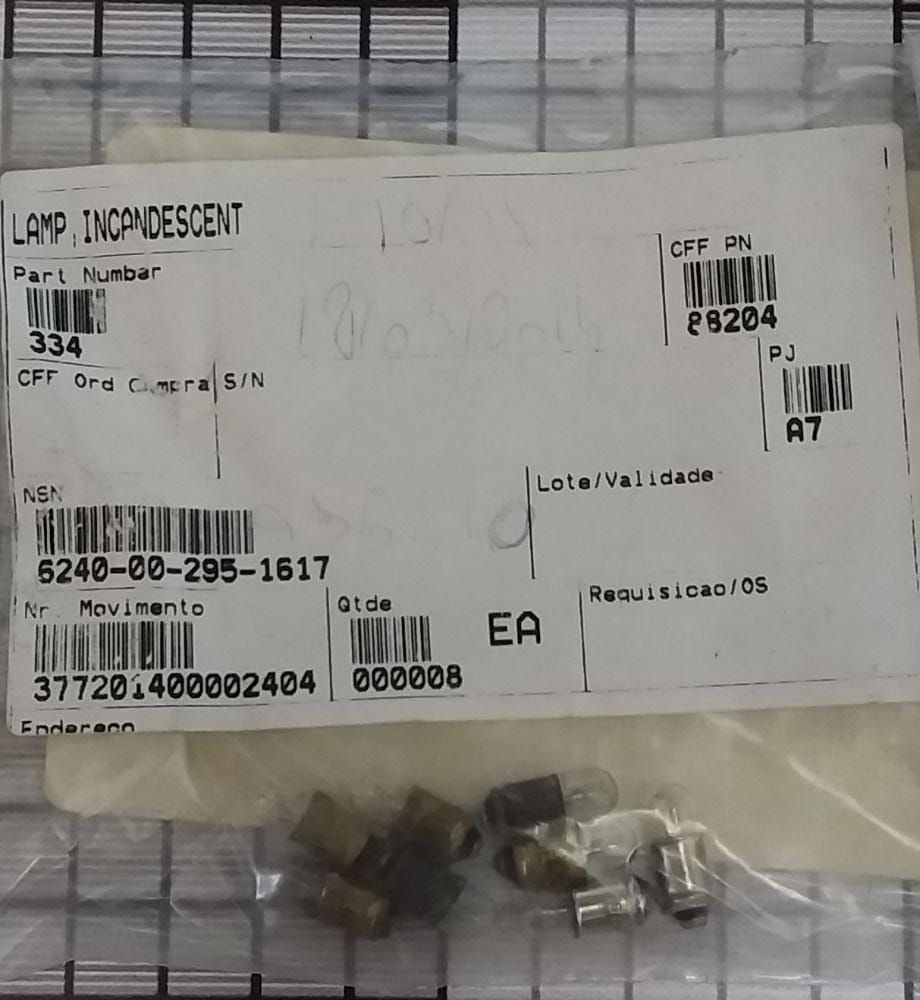 LAMP, INCANDESCENT
Part Number
334
CFF PN
88204
CFF Ord Compra
S/N
PJ
A7
NSN
6240-00-295-1617
Lote/Validade
Nr. Movimento
377201400002404
Qtde
000008
EA
Requisicao/OS
Endereco